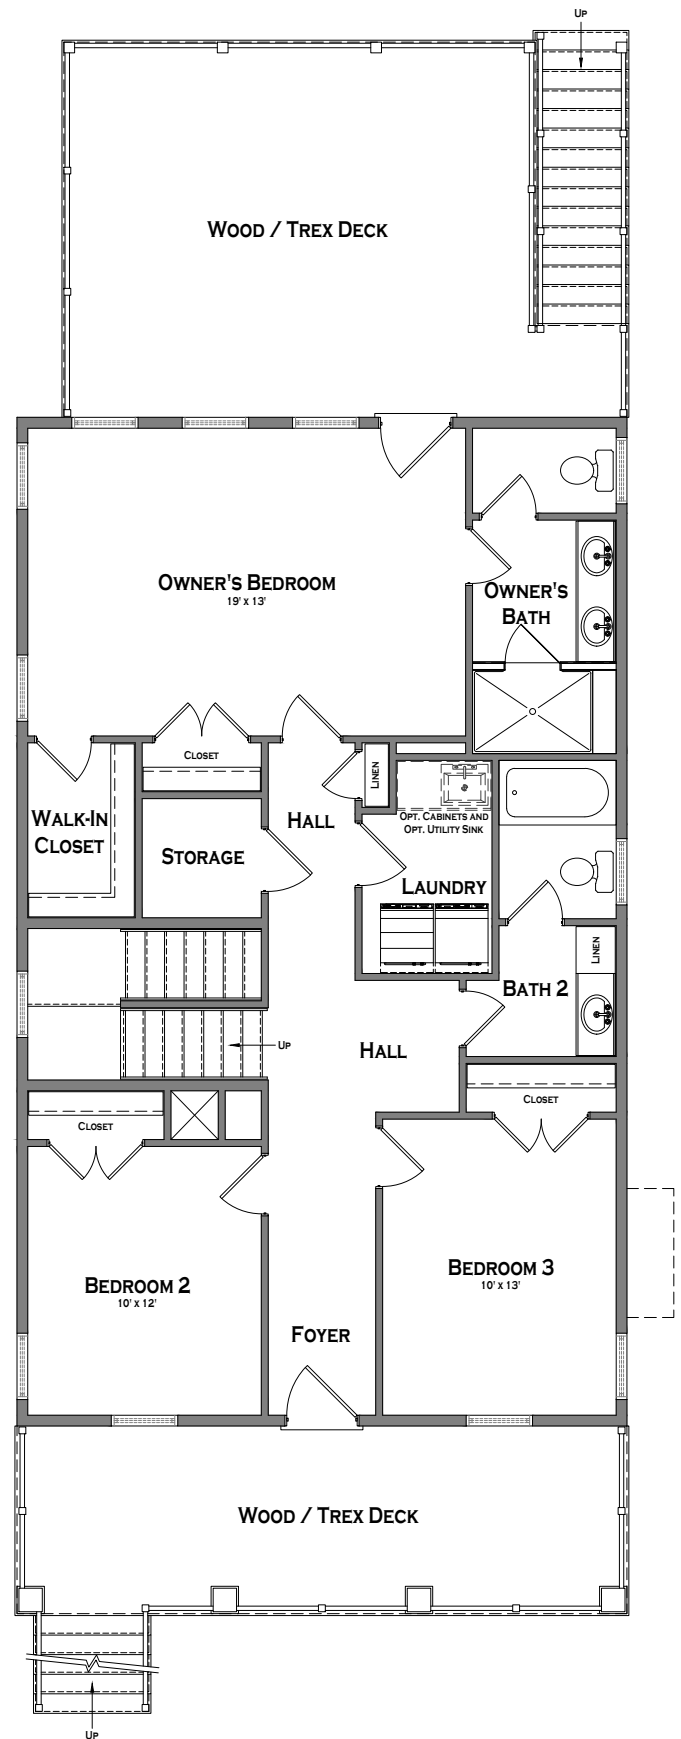 Up
Wood / Trex Deck
Owner's Bedroom
19' x 13'
Owner's
Bath
Closet
Linen
Walk-In
Closet
Hall
Opt. Cabinets and
Opt. Utility Sink
Storage
Laundry
Linen
Bath 2
Up
Hall
Closet
Closet
Bedroom 3
10' x 13'
Bedroom 2
10' x 12'
Foyer
Wood / Trex Deck
Up